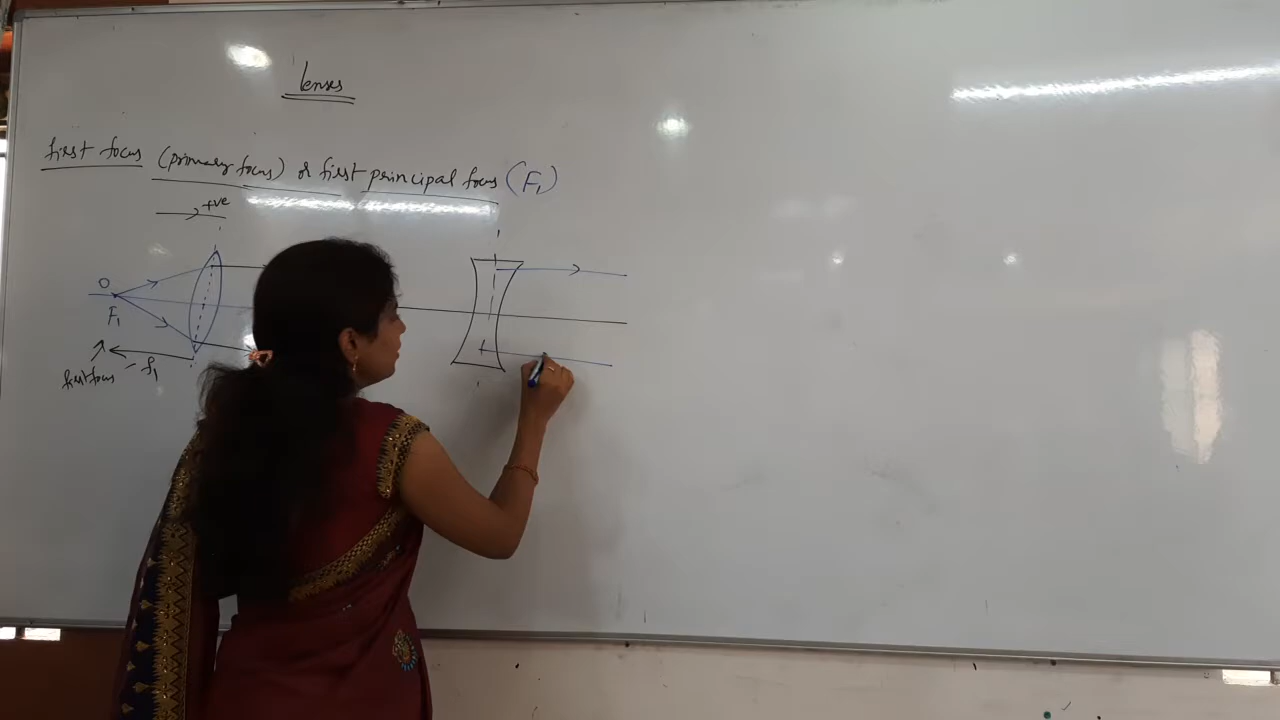 Lenses
First focus (primary focus) or first principal focus (F₁)
+ve
O
F₁
first focus
- f₁